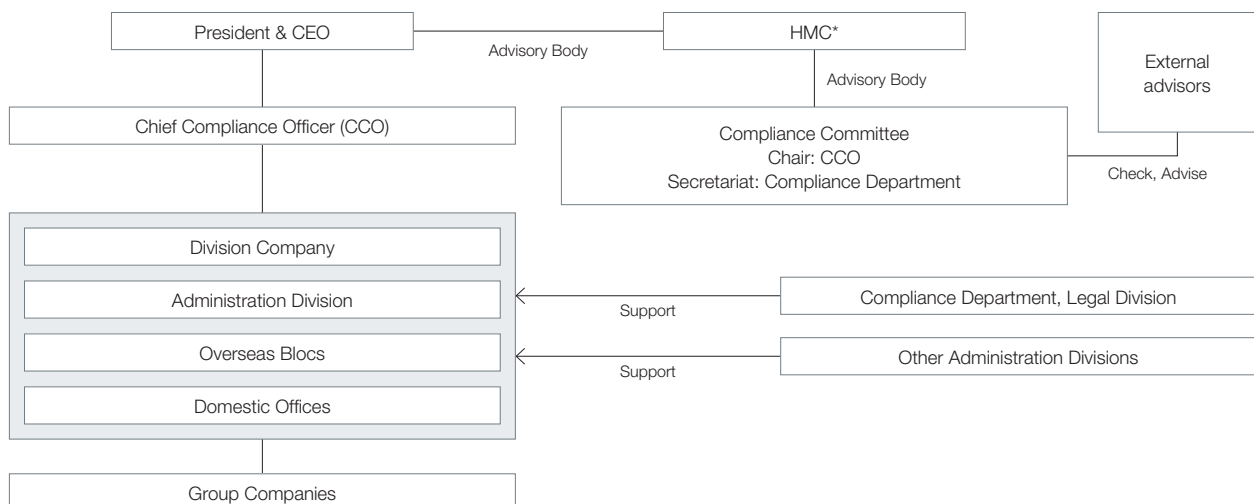 President & CEO
Advisory Body
HMC*
Advisory Body
External
advisors
Chief Compliance Officer (CCO)
Compliance Committee
Chair: CCO
Secretariat: Compliance Department
Check, Advise
Division Company
Administration Division
Overseas Blocs
Domestic Offices
Support
Compliance Department, Legal Division
Support
Other Administration Divisions
Group Companies